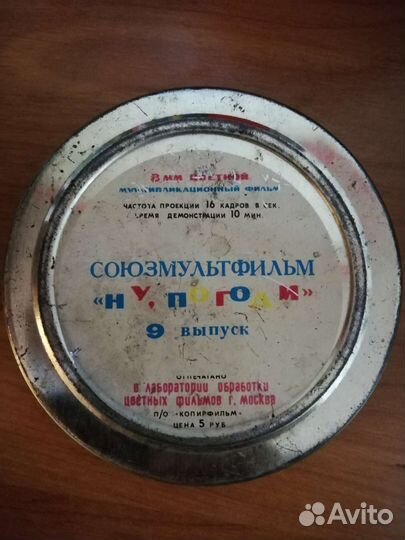 8 мм цветной
мультипликационный фильм
частота проекции 16 кадров в сек.
время демонстрации 10 мин.
СОЮЗМУЛЬТФИЛЬМ
«НУ, ПОГОДИ»
9 выпуск
отпечатано
в лаборатории обработки
цветных фильмов г. москва
п/о «копирфильм»
цена 5 руб
Avito